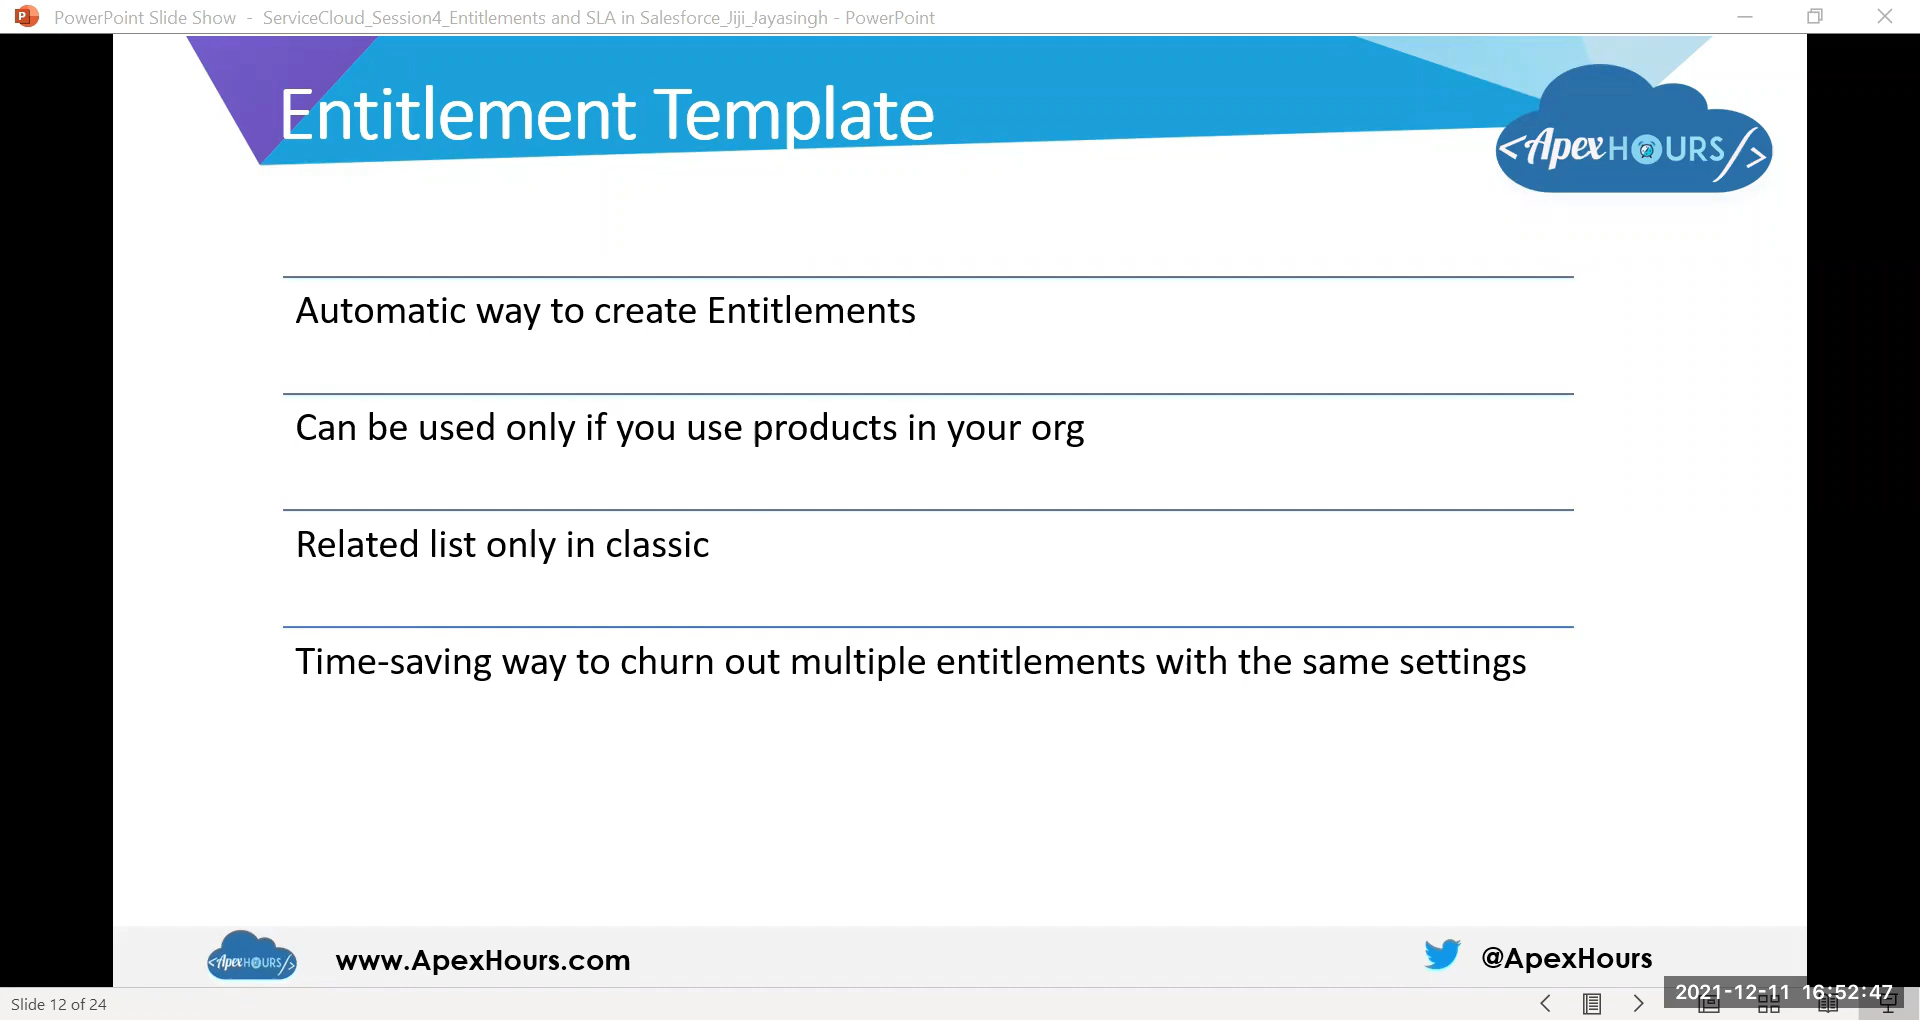 PowerPoint Slide Show - ServiceCloud_Session4_Entitlements and SLA in Salesforce_Jiji_Jayasingh - PowerPoint
Entitlement Template
<ApexHOURS/>
Automatic way to create Entitlements
Can be used only if you use products in your org
Related list only in classic
Time-saving way to churn out multiple entitlements with the same settings
<ApexHOURS/>
www.ApexHours.com
@ApexHours
Slide 12 of 24
2021-12-11 16:52:47